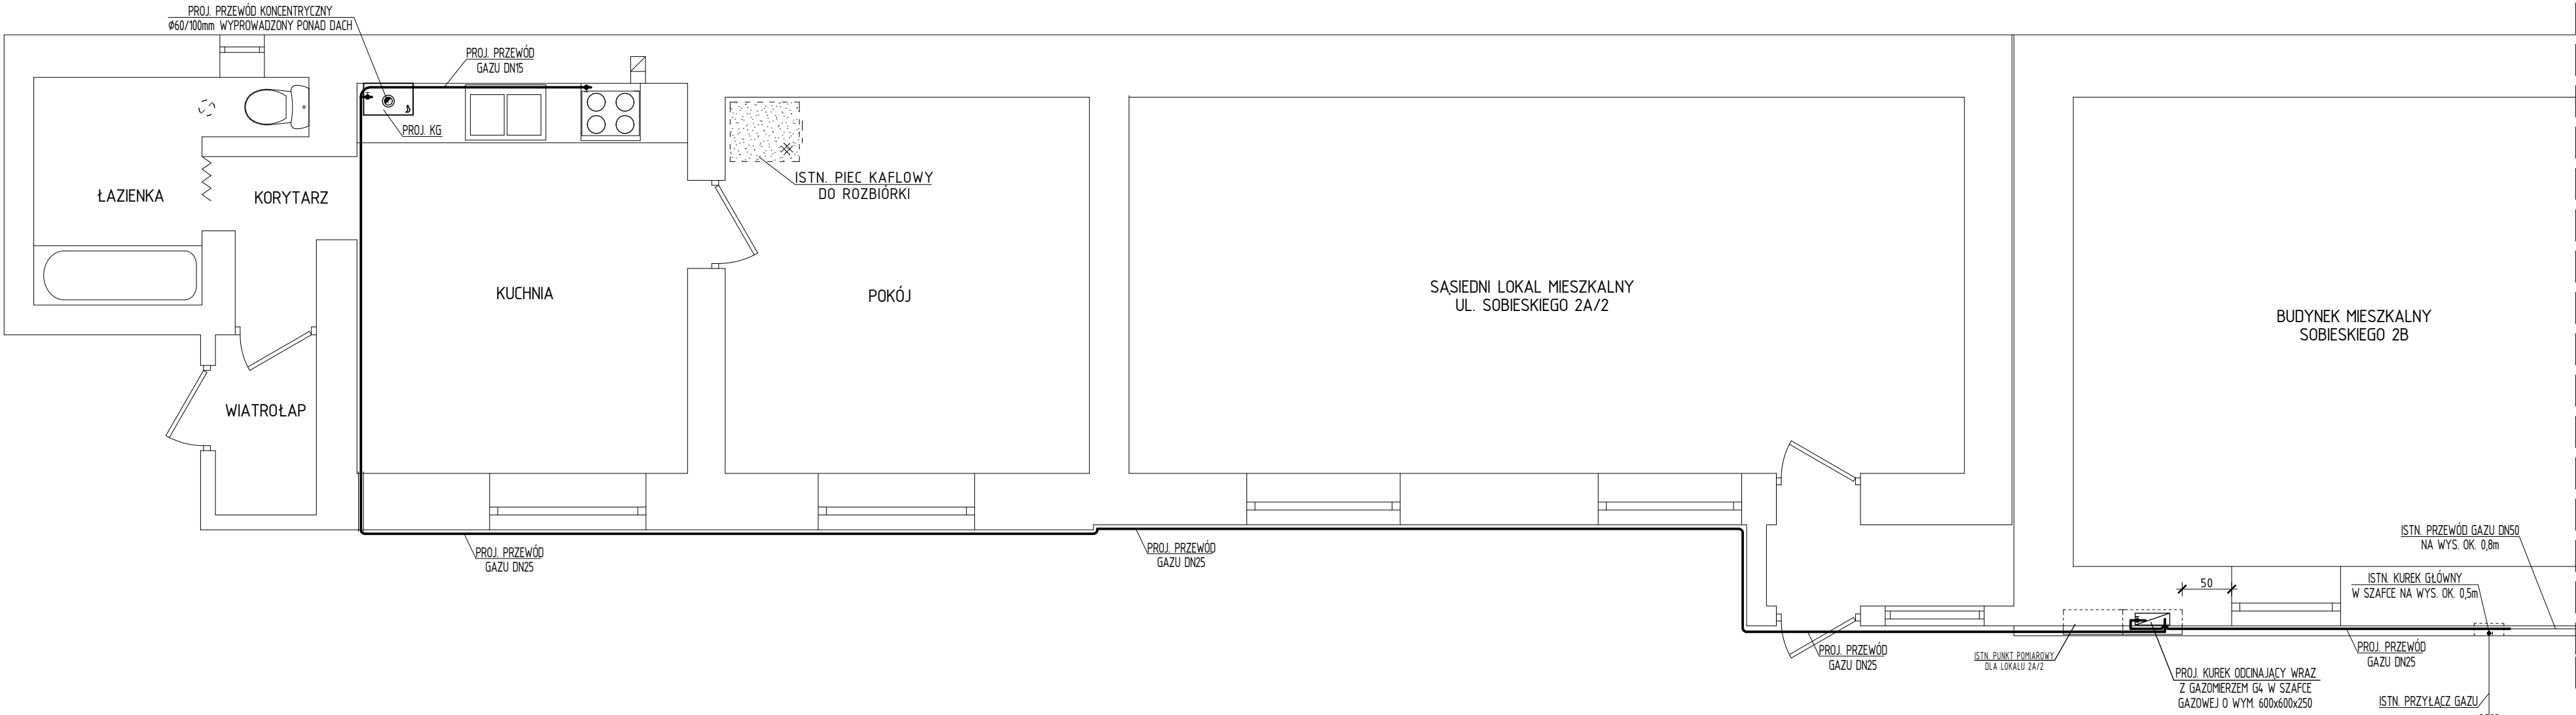 PROJ. PRZEWÓD KONCENTRYCZNY
Ø60/100mm WYPROWADZONY PONAD DACH
PROJ. PRZEWÓD
GAZU DN15
PROJ. KG
ŁAZIENKA
KORYTARZ
ISTN. PIEC KAFLOWY
DO ROZBIÓRKI
KUCHNIA
POKÓJ
SĄSIEDNI LOKAL MIESZKALNY
UL. SOBIESKIEGO 2A/2
BUDYNEK MIESZKALNY
SOBIESKIEGO 2B
WIATROŁAP
PROJ. PRZEWÓD
GAZU DN25
PROJ. PRZEWÓD
GAZU DN25
PROJ. PRZEWÓD
GAZU DN25
ISTN. PUNKT POMIAROWY
DLA LOKALU 2A/2
50
ISTN. PRZEWÓD GAZU DN50
NA WYS. OK. 0,8m
ISTN. KUREK GŁÓWNY
W SZAFCE NA WYS. OK. 0,5m
PROJ. PRZEWÓD
GAZU DN25
PROJ. KUREK ODCINAJĄCY WRAZ
Z GAZOMIERZEM G4 W SZAFCE
GAZOWEJ O WYM. 600x600x250
ISTN. PRZYŁĄCZ GAZU